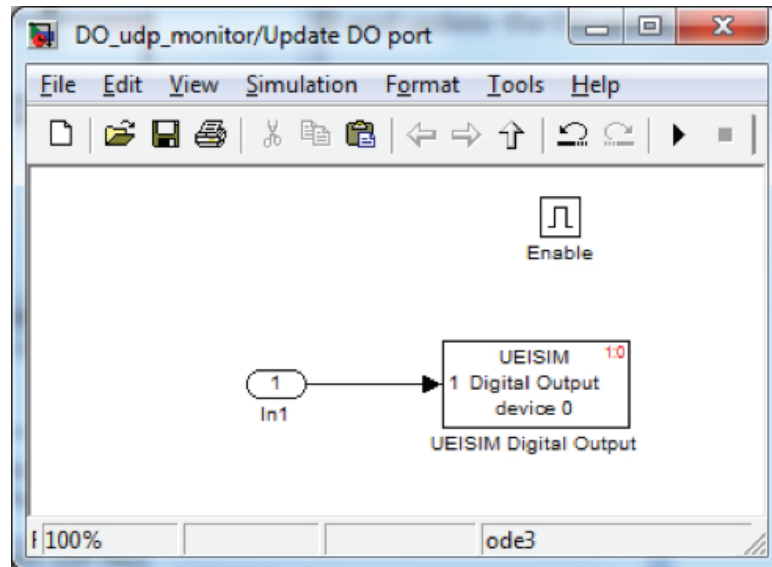 DO_udp_monitor/Update DO port
File Edit View Simulation Format Tools Help
Enable
UEISIM 1:0
1 1 Digital Output
device 0
In1
UEISIM Digital Output
100% ode3